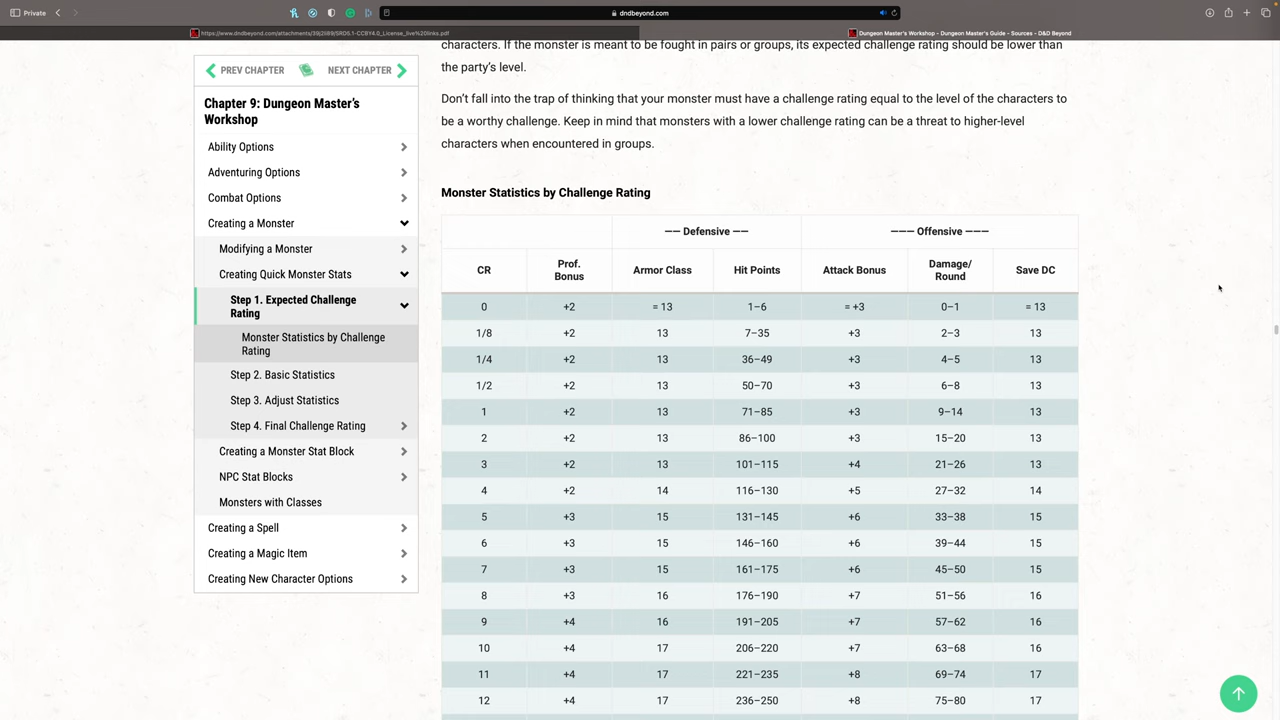 Private
dndbeyond.com
https://www.dndbeyond.com/attachments/39j2li89/SRD5.1-CCBY4.0_License_live%20links.pdf
Dungeon Master's Workshop - Dungeon Master's Guide - Sources - D&D Beyond
PREV CHAPTER
NEXT CHAPTER
Chapter 9: Dungeon Master's
Workshop
Ability Options
Adventuring Options
Combat Options
Creating a Monster
Modifying a Monster
Creating Quick Monster Stats
Step 1. Expected Challenge
Rating
Monster Statistics by Challenge
Rating
Step 2. Basic Statistics
Step 3. Adjust Statistics
Step 4. Final Challenge Rating
Creating a Monster Stat Block
NPC Stat Blocks
Monsters with Classes
Creating a Spell
Creating a Magic Item
Creating New Character Options
characters. If the monster is meant to be fought in pairs or groups, its expected challenge rating should be lower than
the party's level.
Don't fall into the trap of thinking that your monster must have a challenge rating equal to the level of the characters to
be a worthy challenge. Keep in mind that monsters with a lower challenge rating can be a threat to higher-level
characters when encountered in groups.
Monster Statistics by Challenge Rating
—— Defensive —— ——— Offensive ———
CR Prof. Bonus Armor Class Hit Points Attack Bonus Damage/ Round Save DC
0 +2 = 13 1–6 = +3 0–1 = 13
1/8 +2 13 7–35 +3 2–3 13
1/4 +2 13 36–49 +3 4–5 13
1/2 +2 13 50–70 +3 6–8 13
1 +2 13 71–85 +3 9–14 13
2 +2 13 86–100 +3 15–20 13
3 +2 13 101–115 +4 21–26 13
4 +2 14 116–130 +5 27–32 14
5 +3 15 131–145 +6 33–38 15
6 +3 15 146–160 +6 39–44 15
7 +3 15 161–175 +6 45–50 15
8 +3 16 176–190 +7 51–56 16
9 +4 16 191–205 +7 57–62 16
10 +4 17 206–220 +7 63–68 16
11 +4 17 221–235 +8 69–74 17
12 +4 17 236–250 +8 75–80 17